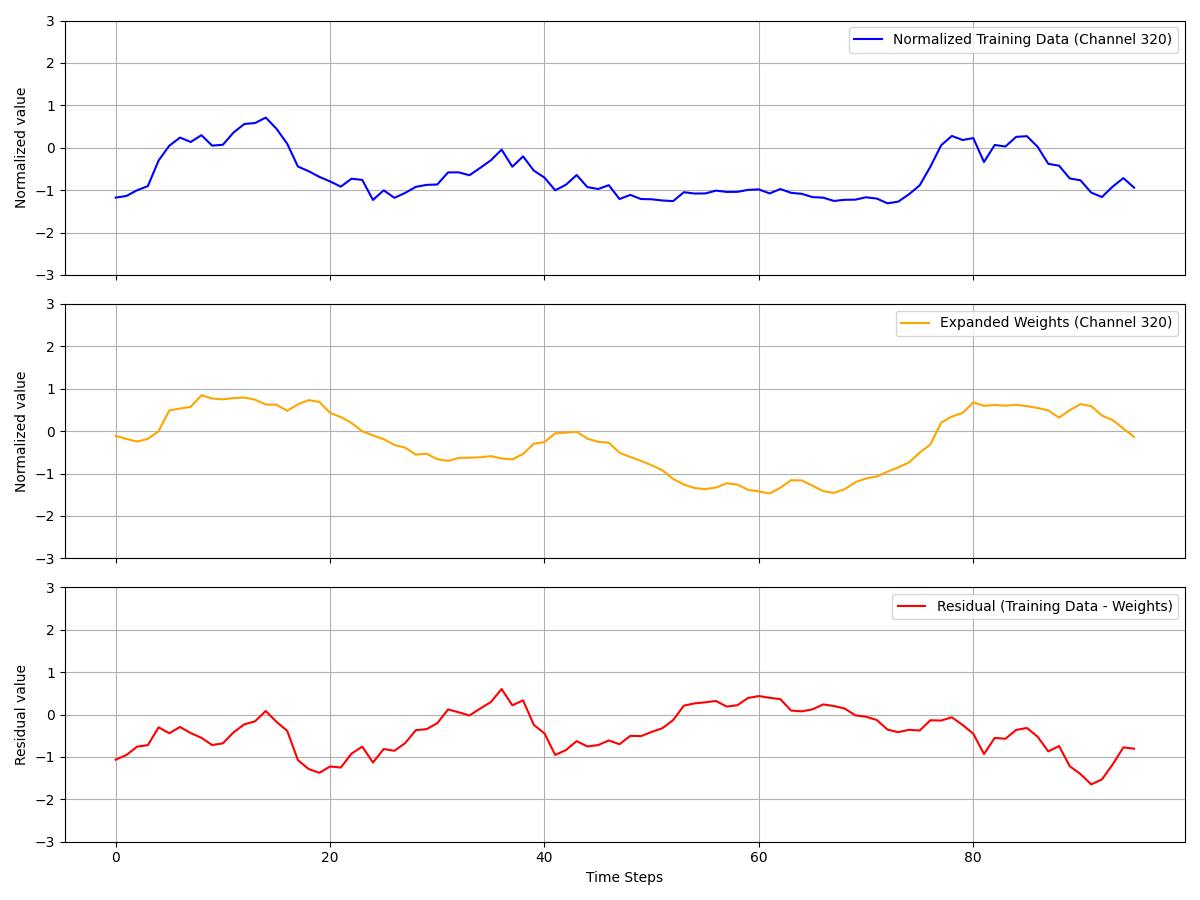 Normalized Training Data (Channel 320)
Normalized value
3
2
1
0
−1
−2
−3
Expanded Weights (Channel 320)
Normalized value
3
2
1
0
−1
−2
−3
Residual (Training Data - Weights)
Residual value
3
2
1
0
−1
−2
−3
0 20 40 60 80
Time Steps